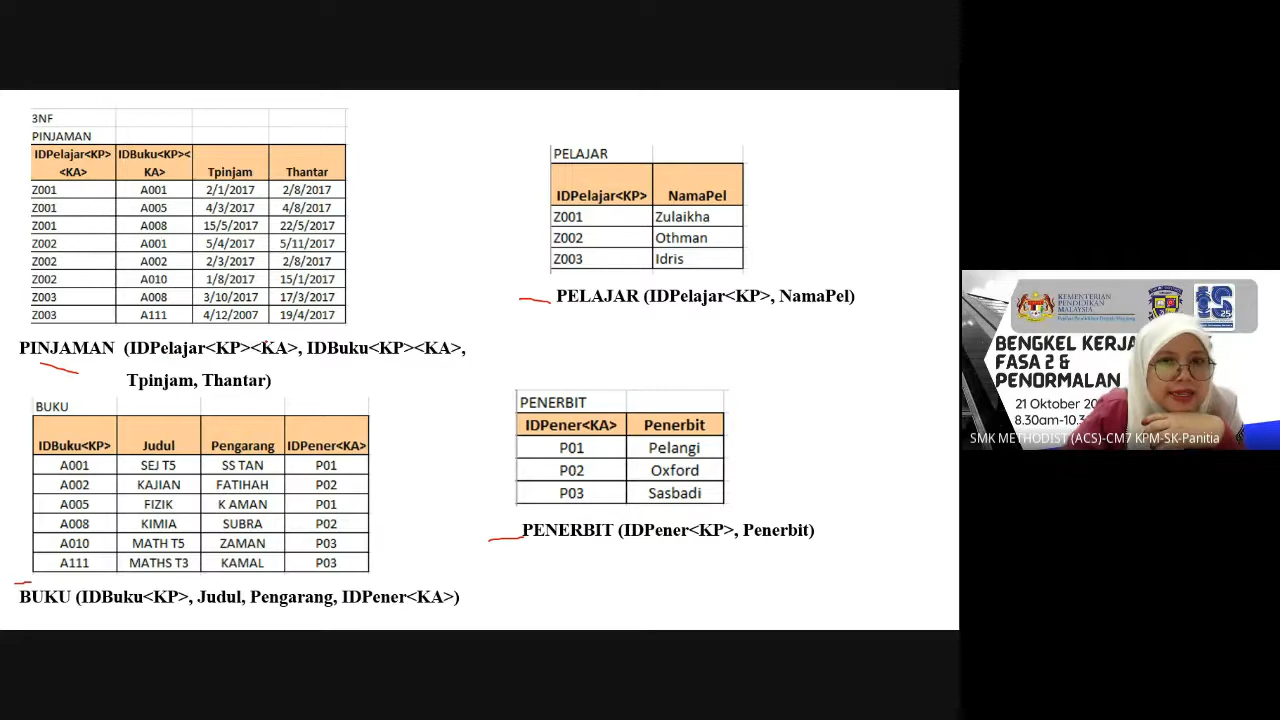 3NF
PINJAMAN
IDPelajar<KP><KA> IDBuku<KP><KA> Tpinjam Thantar
Z001 A001 2/1/2017 2/8/2017
Z001 A005 4/3/2017 4/8/2017
Z001 A008 15/5/2017 22/5/2017
Z002 A001 5/4/2017 5/11/2017
Z002 A002 2/3/2017 2/8/2017
Z002 A010 1/8/2017 15/1/2017
Z003 A008 3/10/2017 17/3/2017
Z003 A111 4/12/2007 19/4/2017
PINJAMAN (IDPelajar<KP><KA>, IDBuku<KP><KA>,
Tpinjam, Thantar)
BUKU
IDBuku<KP> Judul Pengarang IDPener<KA>
A001 SEJ T5 SS TAN P01
A002 KAJIAN FATIHAH P02
A005 FIZIK K AMAN P01
A008 KIMIA SUBRA P02
A010 MATH T5 ZAMAN P03
A111 MATHS T3 KAMAL P03
BUKU (IDBuku<KP>, Judul, Pengarang, IDPener<KA>)
PELAJAR
IDPelajar<KP> NamaPel
Z001 Zulaikha
Z002 Othman
Z003 Idris
PELAJAR (IDPelajar<KP>, NamaPel)
PENERBIT
IDPener<KA> Penerbit
P01 Pelangi
P02 Oxford
P03 Sasbadi
PENERBIT (IDPener<KP>, Penerbit)
KEMENTERIAN
PENDIDIKAN
MALAYSIA
BENGKEL KERJA
FASA 2 &
PENORMALAN
21 Oktober 20
8.30am-10.3
SMK METHODIST (ACS)-CM7 KPM-SK-Panitia